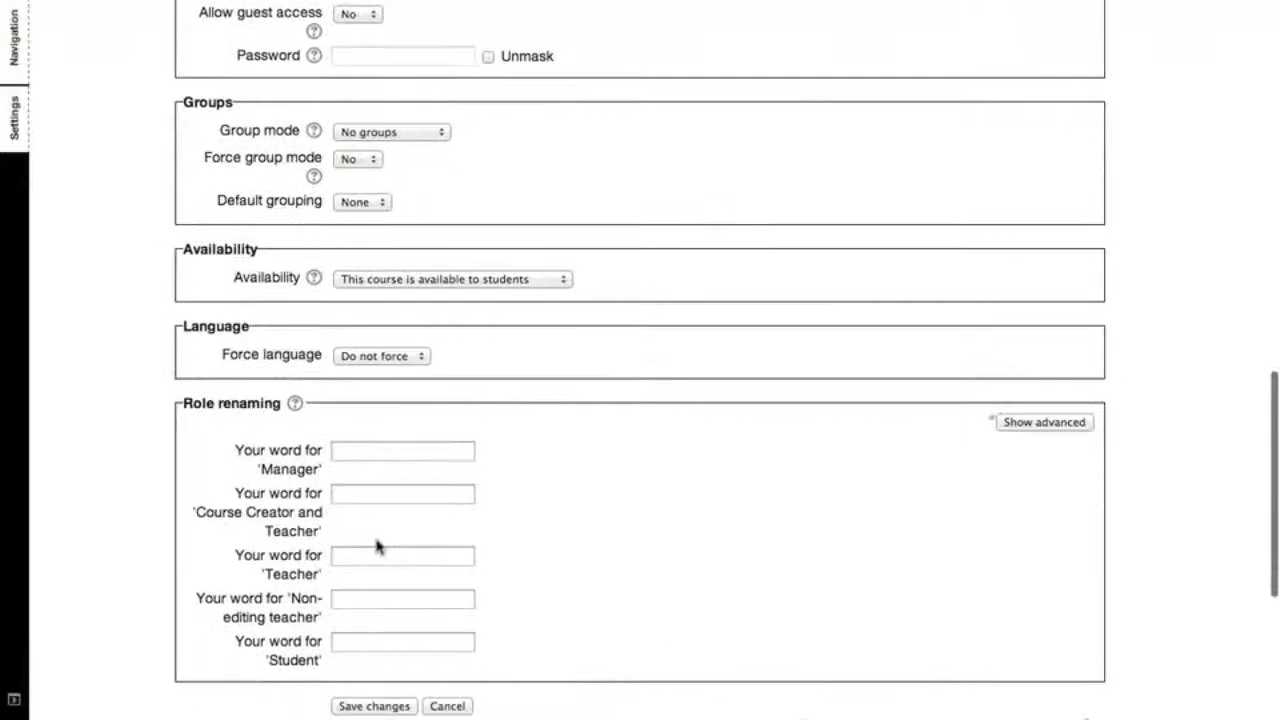 Navigation
Settings
Allow guest access No
Password Unmask
Groups
Group mode No groups
Force group mode No
Default grouping None
Availability
Availability This course is available to students
Language
Force language Do not force
Role renaming
Show advanced
Your word for
'Manager'
Your word for
'Course Creator and
Teacher'
Your word for
'Teacher'
Your word for 'Non-
editing teacher'
Your word for
'Student'
Save changes Cancel